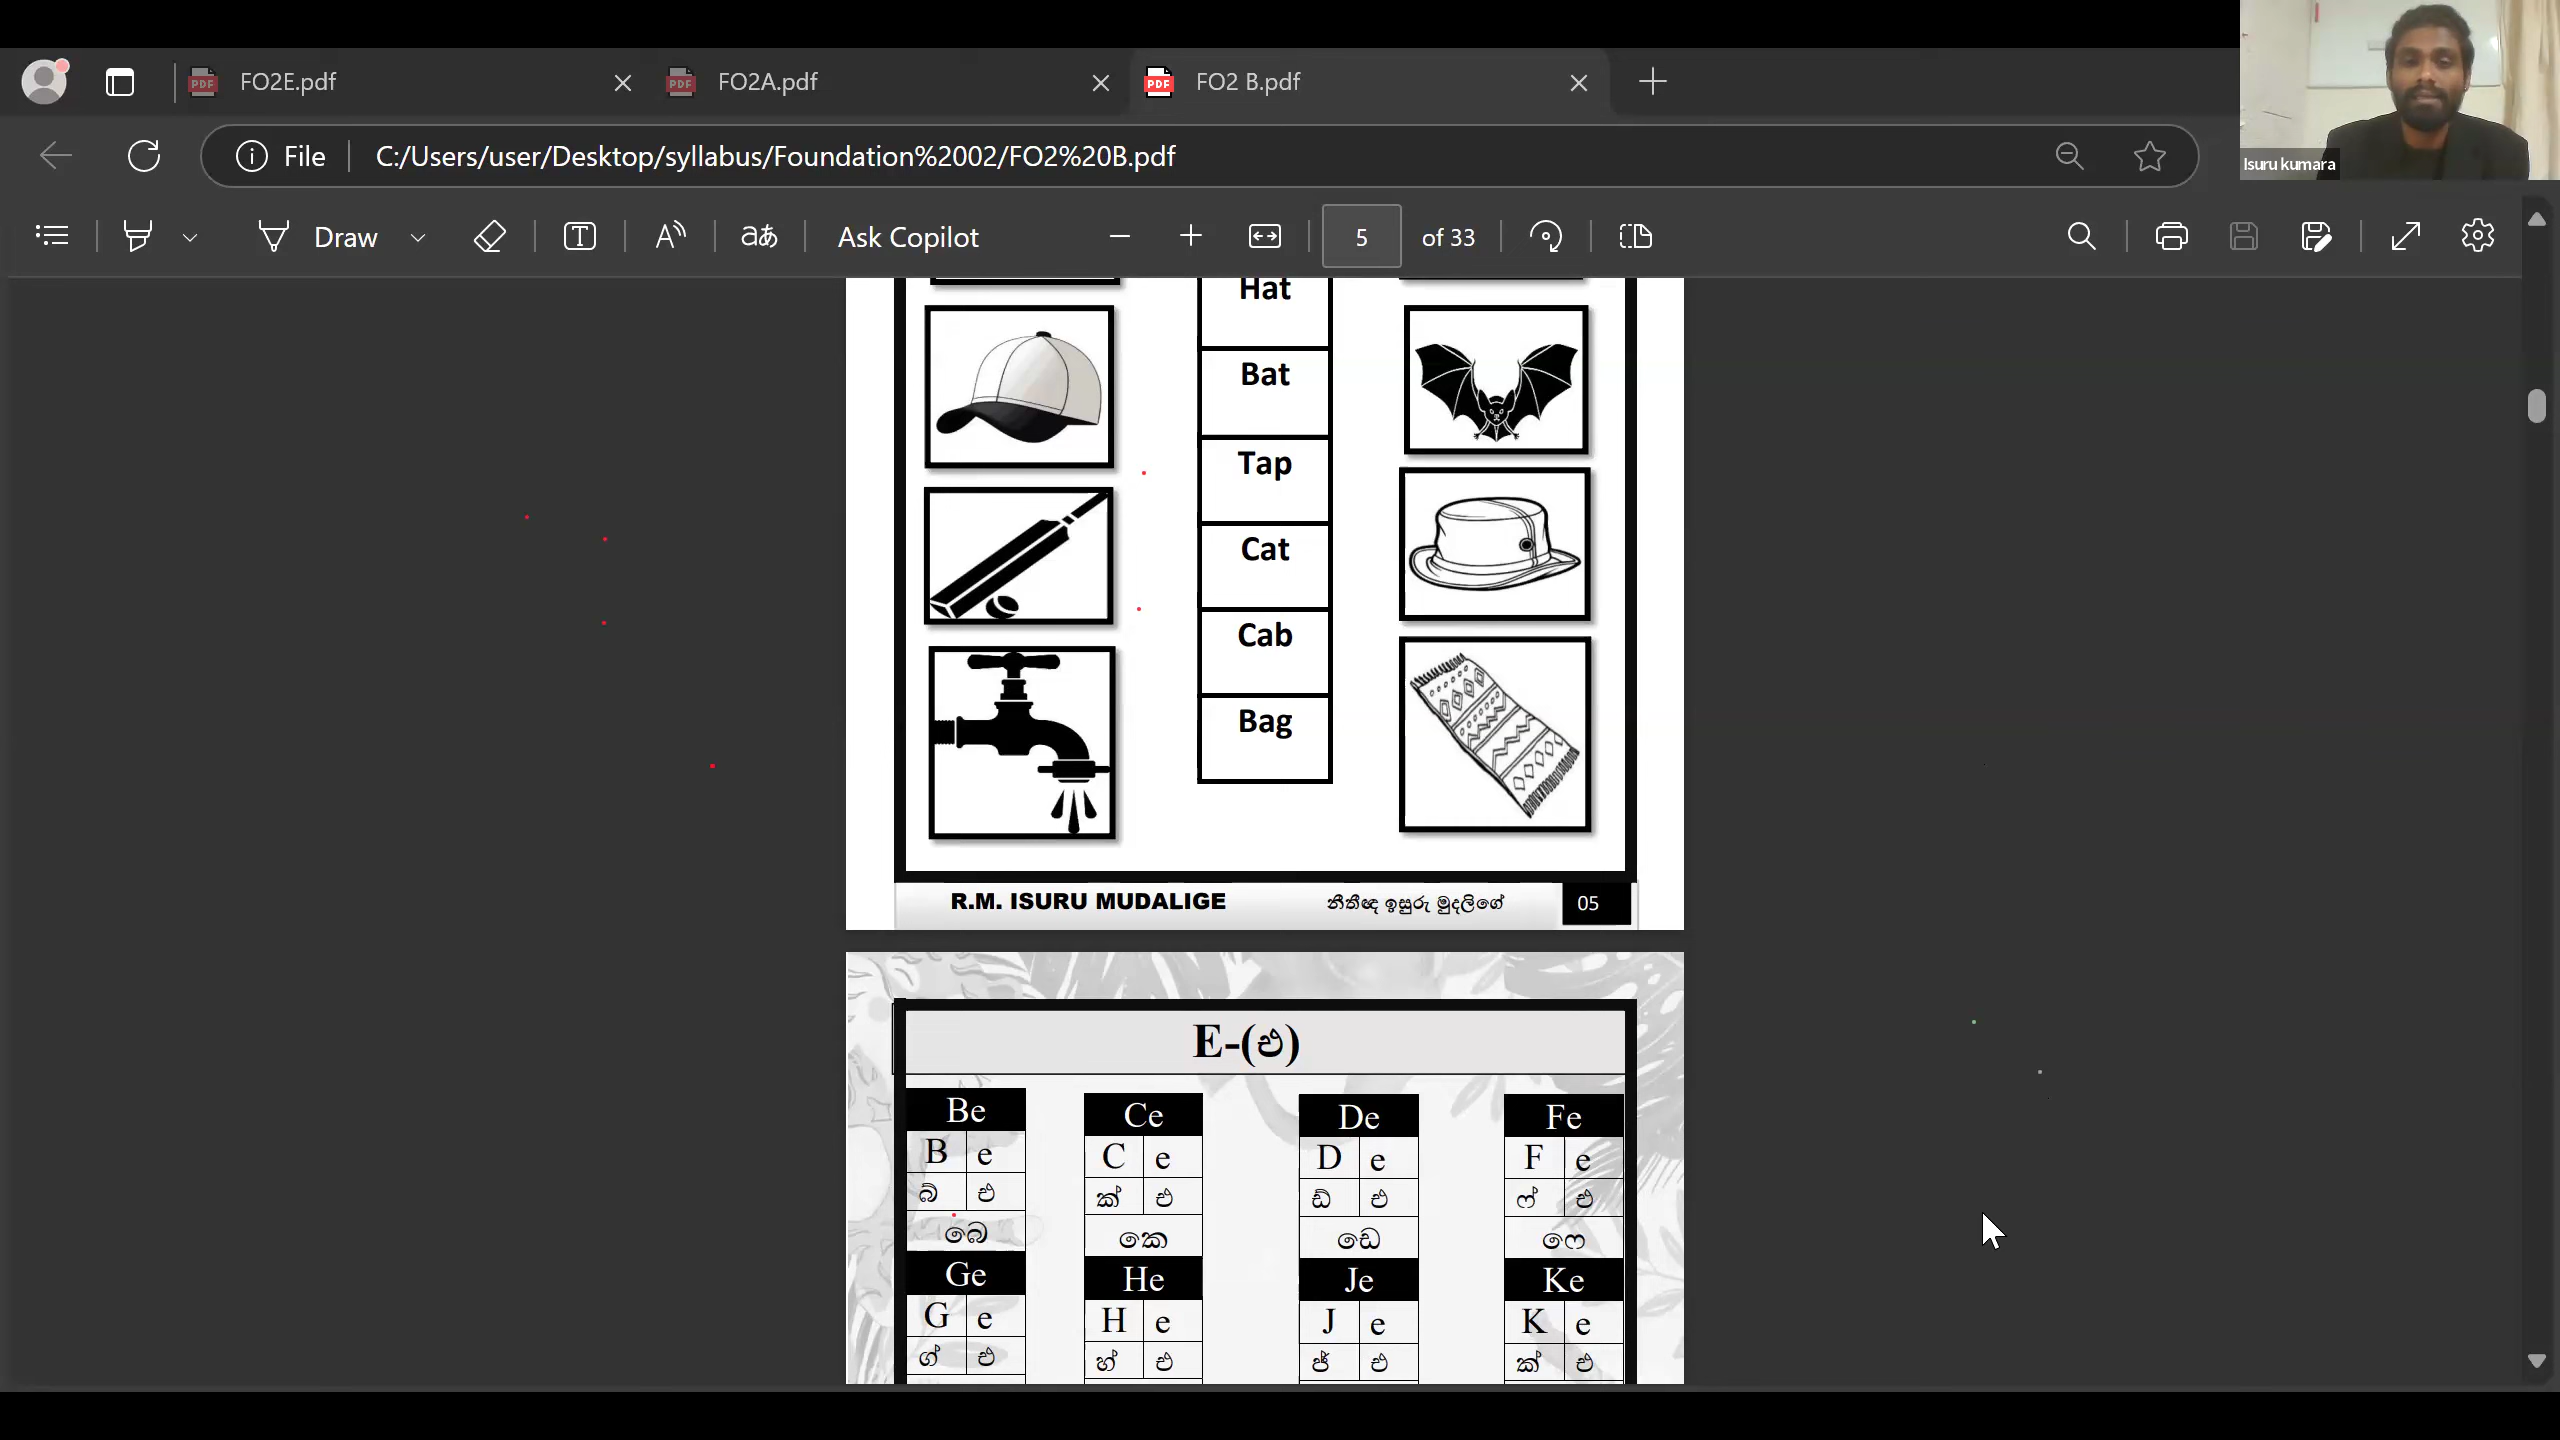 FO2E.pdf
FO2A.pdf
FO2 B.pdf
File
C:/Users/user/Desktop/syllabus/Foundation%2002/FO2%20B.pdf
Isuru kumara
Draw
Ask Copilot
5 of 33
Hat
Bat
Tap
Cat
Cab
Bag
R.M. ISURU MUDALIGE නීතීඥ ඉසුරු මුදලිගේ 05
E-(එ)
Be Ce De Fe
B e C e D e F e
බ් එ ක් එ ඩ් එ ෆ් එ
බෙ කෙ ඩෙ ෆෙ
Ge He Je Ke
G e H e J e K e
ග් එ හ් එ ජ් එ ක් එ